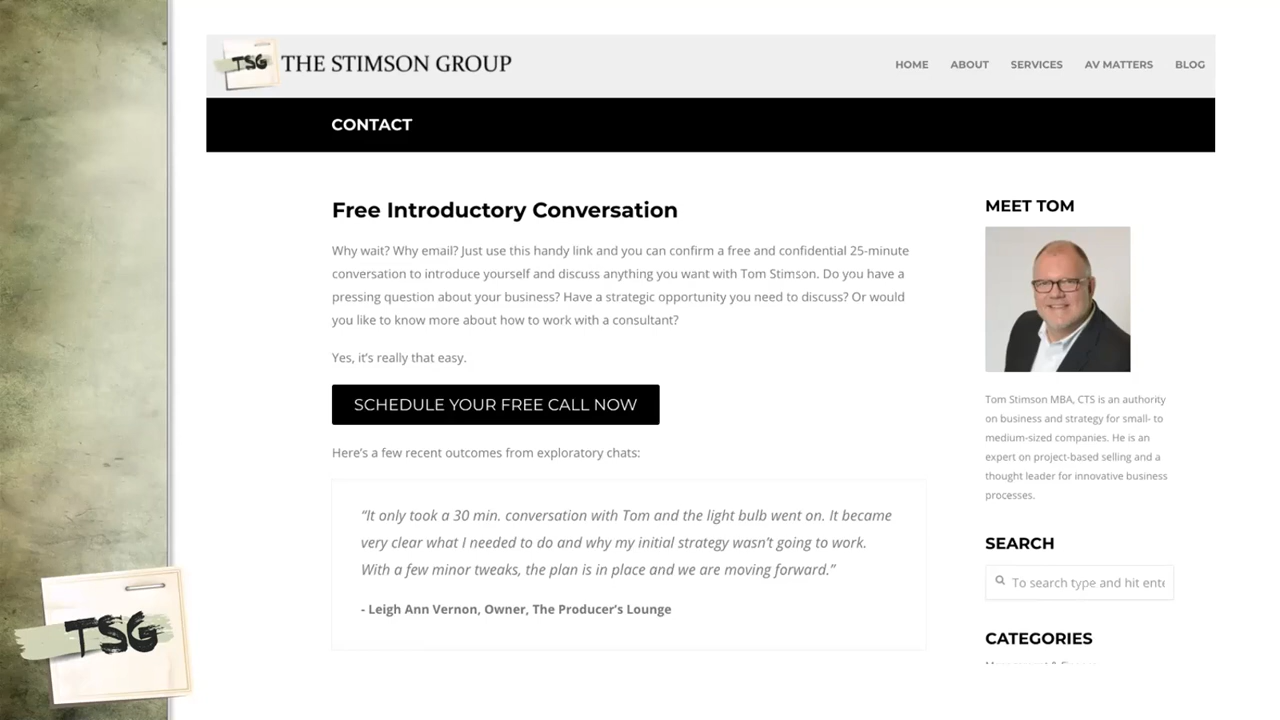 TSG THE STIMSON GROUP
HOME ABOUT SERVICES AV MATTERS BLOG
CONTACT
Free Introductory Conversation
Why wait? Why email? Just use this handy link and you can confirm a free and confidential 25-minute
conversation to introduce yourself and discuss anything you want with Tom Stimson. Do you have a
pressing question about your business? Have a strategic opportunity you need to discuss? Or would
you like to know more about how to work with a consultant?
Yes, it’s really that easy.
SCHEDULE YOUR FREE CALL NOW
Here’s a few recent outcomes from exploratory chats:
“It only took a 30 min. conversation with Tom and the light bulb went on. It became
very clear what I needed to do and why my initial strategy wasn’t going to work.
With a few minor tweaks, the plan is in place and we are moving forward.”
- Leigh Ann Vernon, Owner, The Producer’s Lounge
MEET TOM
Tom Stimson MBA, CTS is an authority
on business and strategy for small- to
medium-sized companies. He is an
expert on project-based selling and a
thought leader for innovative business
processes.
SEARCH
To search type and hit ente
CATEGORIES
TSG